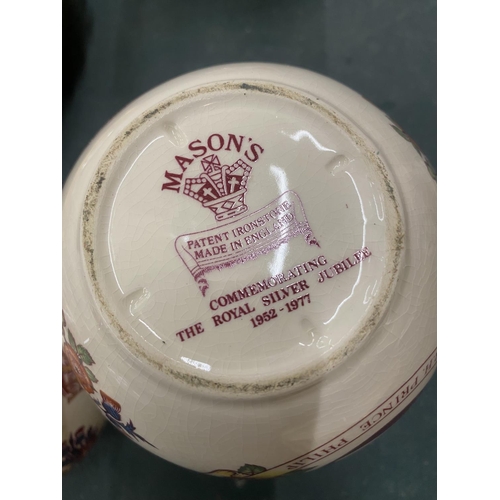 MASON'S
PATENT IRONSTONE
MADE IN ENGLAND
COMMEMORATING
THE ROYAL SILVER JUBILEE
1952-1977
PRINCE PHILIP